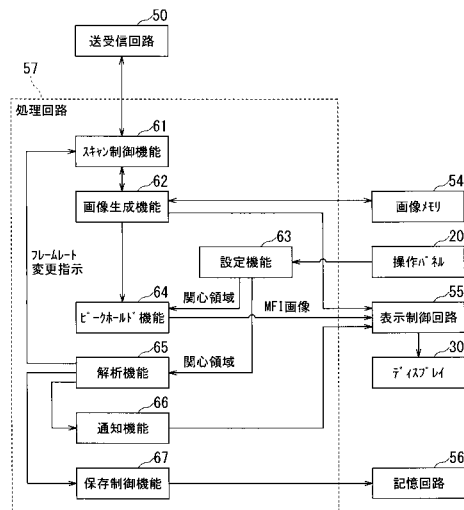 50
送受信回路
57
処理回路
61
スキャン制御機能
62
画像生成機能
54
画像メモリ
63
設定機能
20
操作パネル
フレームレート
変更指示
64
ピークホールド機能
関心領域
MFI画像
55
表示制御回路
65
解析機能
関心領域
30
ディスプレイ
66
通知機能
67
保存制御機能
56
記憶回路